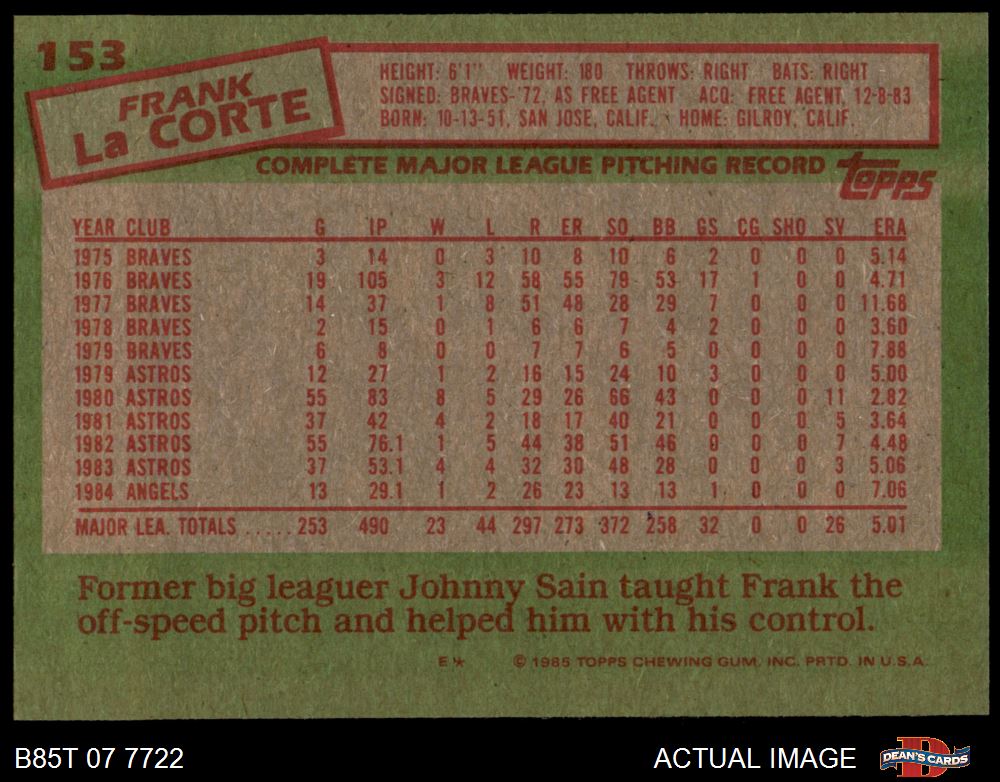 153
FRANK
La CORTE
HEIGHT: 6'1" WEIGHT: 180 THROWS: RIGHT BATS: RIGHT
SIGNED: BRAVES-'72, AS FREE AGENT ACQ: FREE AGENT, 12-8-83
BORN: 10-13-51, SAN JOSE, CALIF. HOME: GILROY, CALIF.
COMPLETE MAJOR LEAGUE PITCHING RECORD
Topps
YEAR CLUB G IP W L R ER SO BB GS CG SHO SV ERA
1975 BRAVES 3 14 0 3 10 8 10 6 2 0 0 0 5.14
1976 BRAVES 19 105 3 12 58 55 79 53 17 1 0 0 4.71
1977 BRAVES 14 37 1 8 51 48 28 29 7 0 0 0 11.68
1978 BRAVES 2 15 0 1 6 6 7 4 2 0 0 0 3.60
1979 BRAVES 6 8 0 0 7 7 6 5 0 0 0 0 7.88
1979 ASTROS 12 27 1 2 16 15 24 10 3 0 0 0 5.00
1980 ASTROS 55 83 8 5 29 26 66 43 0 0 0 11 2.82
1981 ASTROS 37 42 4 2 18 17 40 21 0 0 0 5 3.64
1982 ASTROS 55 76.1 1 5 44 38 51 46 0 0 0 7 4.48
1983 ASTROS 37 53.1 4 4 32 30 48 28 0 0 0 3 5.06
1984 ANGELS 13 29.1 1 2 26 23 13 13 1 0 0 0 7.06
MAJOR LEA. TOTALS ..... 253 490 23 44 297 273 372 258 32 0 0 26 5.01
Former big leaguer Johnny Sain taught Frank the
off-speed pitch and helped him with his control.
E* © 1985 TOPPS CHEWING GUM, INC. PRTD. IN U.S.A.
B85T 07 7722 ACTUAL IMAGE DEAN'S CARDS